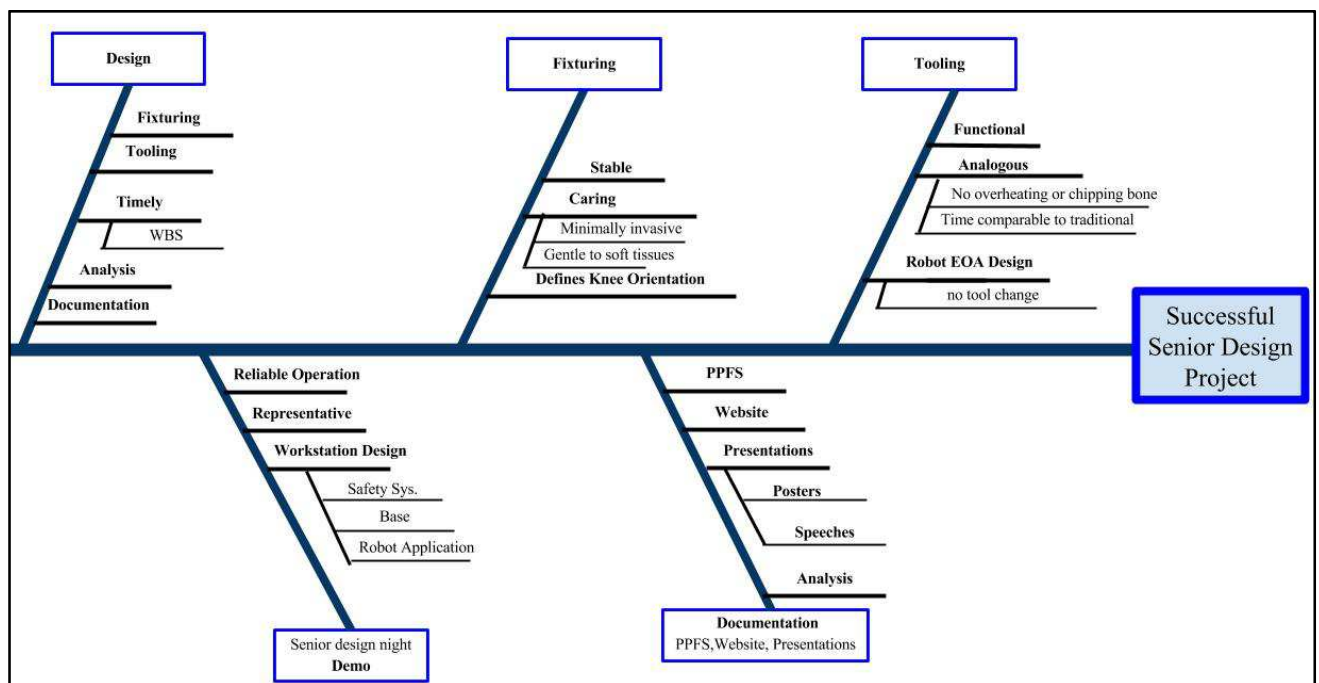 Design
Fixturing
Tooling
Timely
WBS
Analysis
Documentation
Fixturing
Stable
Caring
Minimally invasive
Gentle to soft tissues
Defines Knee Orientation
Tooling
Functional
Analogous
No overheating or chipping bone
Time comparable to traditional
Robot EOA Design
no tool change
Successful
Senior Design
Project
Reliable Operation
Representative
Workstation Design
Safety Sys.
Base
Robot Application
Senior design night
Demo
PPFS
Website
Presentations
Posters
Speeches
Analysis
Documentation
PPFS,Website, Presentations